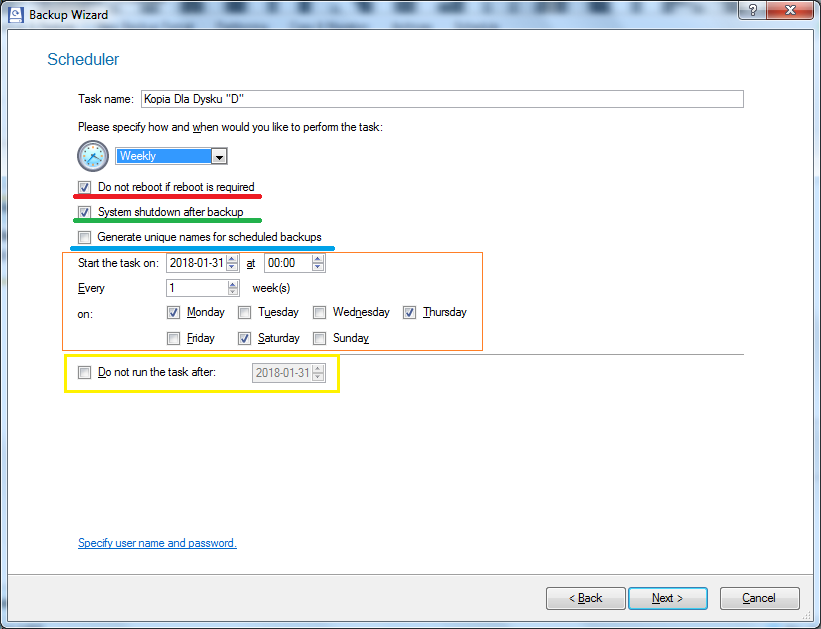 Backup Wizard
?
Scheduler
Task name: Kopia Dla Dysku "D"
Please specify how and when would you like to perform the task:
Weekly
Do not reboot if reboot is required
System shutdown after backup
Generate unique names for scheduled backups
Start the task on: 2018-01-31 at 00:00
Every 1 week(s)
on: Monday Tuesday Wednesday Thursday
Friday Saturday Sunday
Do not run the task after: 2018-01-31
Specify user name and password.
< Back Next > Cancel